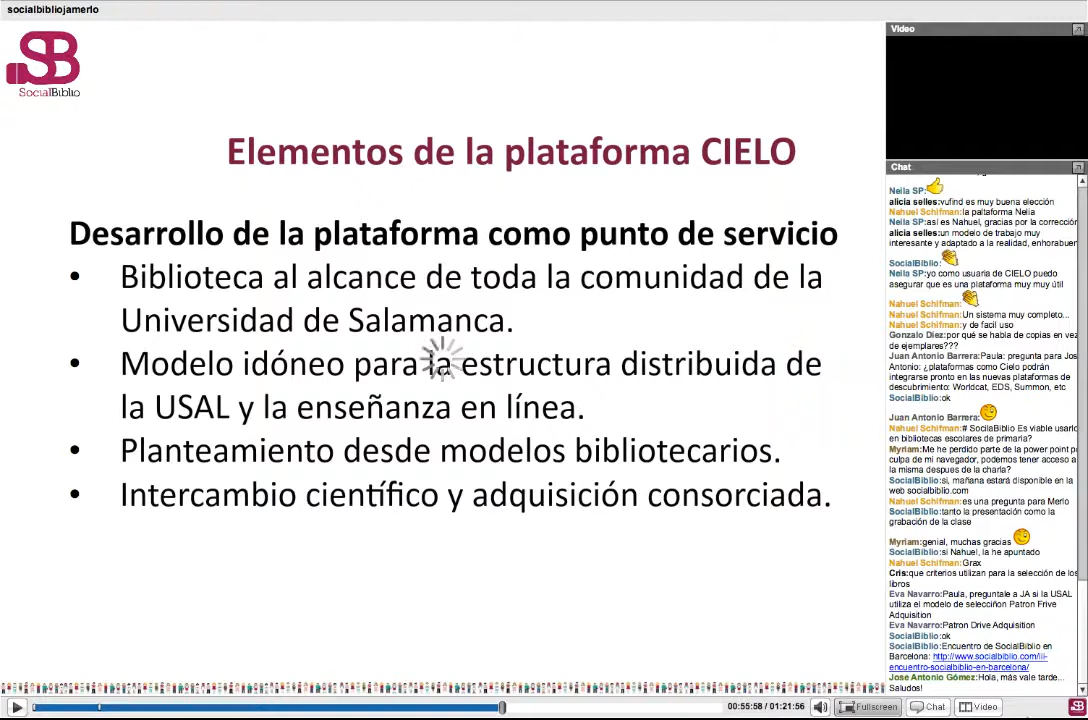 socialbibliojamerlo
SB
SocialBiblio
Elementos de la plataforma CIELO
Desarrollo de la plataforma como punto de servicio
• Biblioteca al alcance de toda la comunidad de la
Universidad de Salamanca.
• Modelo idóneo para la estructura distribuida de
la USAL y la enseñanza en línea.
• Planteamiento desde modelos bibliotecarios.
• Intercambio científico y adquisición consorciada.
Video
Chat
Neila SP:
alicia selles:vufind es muy buena elección
Nahuel Schifman:la paltaforma Nelia
Neila SP:así es Nahuel, gracias por la corrección
alicia selles:un modelo de trabajo muy
interesante y adaptado a la realidad, enhorabuen
SocialBiblio:
Neila SP:yo como usuaria de CIELO puedo
asegurar que es una plataforma muy muy útil
Nahuel Schifman:
Nahuel Schifman:Un sistema muy completo...
Nahuel Schifman:y de facil uso
Gonzalo Diez:por qué se habla de copias en vez
de ejemplares???
Juan Antonio Barrera:Paula: pregunta para Jos
Antonio: ¿plataformas como Cielo podrán
integrarse pronto en las nuevas plataformas de
descubrimiento: Worldcat, EDS, Summon, etc
SocialBiblio:ok
Juan Antonio Barrera:
Nahuel Schifman:# SocilaBiblio Es viable usarlo
en bibliotecas escolares de primaria?
Myriam:Me he perdido parte de la power point p
culpa de mi navegador, podemos tener acceso a
la misma despues de la charla?
SocialBiblio:si, mañana estará disponible en la
web socialbiblio.com
Nahuel Schifman:es una pregunta para Merlo
SocialBiblio:tanto la presentación como la
grabación de la clase
Myriam:genial, muchas gracias
SocialBiblio:si Nahuel, la he apuntado
Nahuel Schifman:Grax
Cris:que criterios utilizan para la selección de los
libros
Eva Navarro:Paula, preguntale a JA si la USAL
utiliza el modelo de selecciñon Patron Frive
Adquisition
Eva Navarro:Patron Drive Adquisition
SocialBiblio:ok
SocialBiblio:Encuentro de SocialBiblio en
Barcelona: http://www.socialbiblio.com/iii-
encuentro-socialbiblio-en-barcelona/
Jose Antonio Gómez:Hola, más vale tarde...
Saludos!
00:55:58 / 01:21:56
Fullscreen
Chat
Video
SB